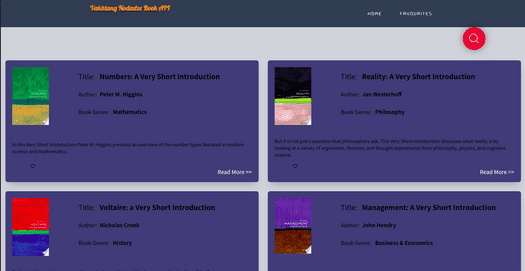 Vakhtang Nodadze Book API
HOME FAVOURITES
Title: Numbers: A Very Short Introduction
Author: Peter M. Higgins
Book Genre: Mathematics
In this Very Short Introduction Peter M. Higgins presents an overview of the number types featured in modern
science and mathematics.
Read More >>
Title: Reality: A Very Short Introduction
Author: Jan Westerhoff
Book Genre: Philosophy
But it is not just a question that philosophers ask. This Very Short Introduction discusses what reality is by
looking at a variety of arguments, theories, and thought-experiments from philosophy, physics, and cognitive
science.
Read More >>
Title: Voltaire: a Very Short Introduction
Author: Nicholas Cronk
Book Genre: History
Title: Management: A Very Short Introduction
Author: John Hendry
Book Genre: Business & Economics